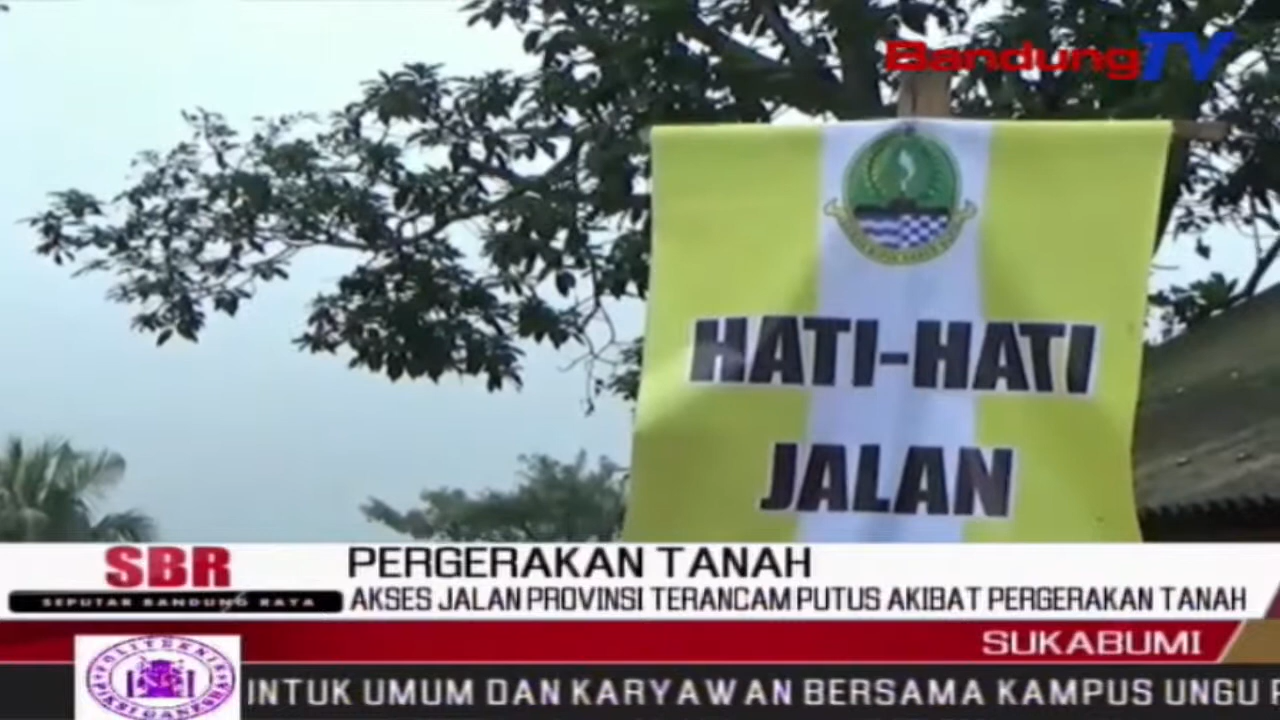 BandungTV
HATI-HATI
JALAN
SBR
SEPUTAR BANDUNG RAYA
PERGERAKAN TANAH
AKSES JALAN PROVINSI TERANCAM PUTUS AKIBAT PERGERAKAN TANAH
SUKABUMI
POLITEKNIK
NTUK UMUM DAN KARYAWAN BERSAMA KAMPUS UNGU